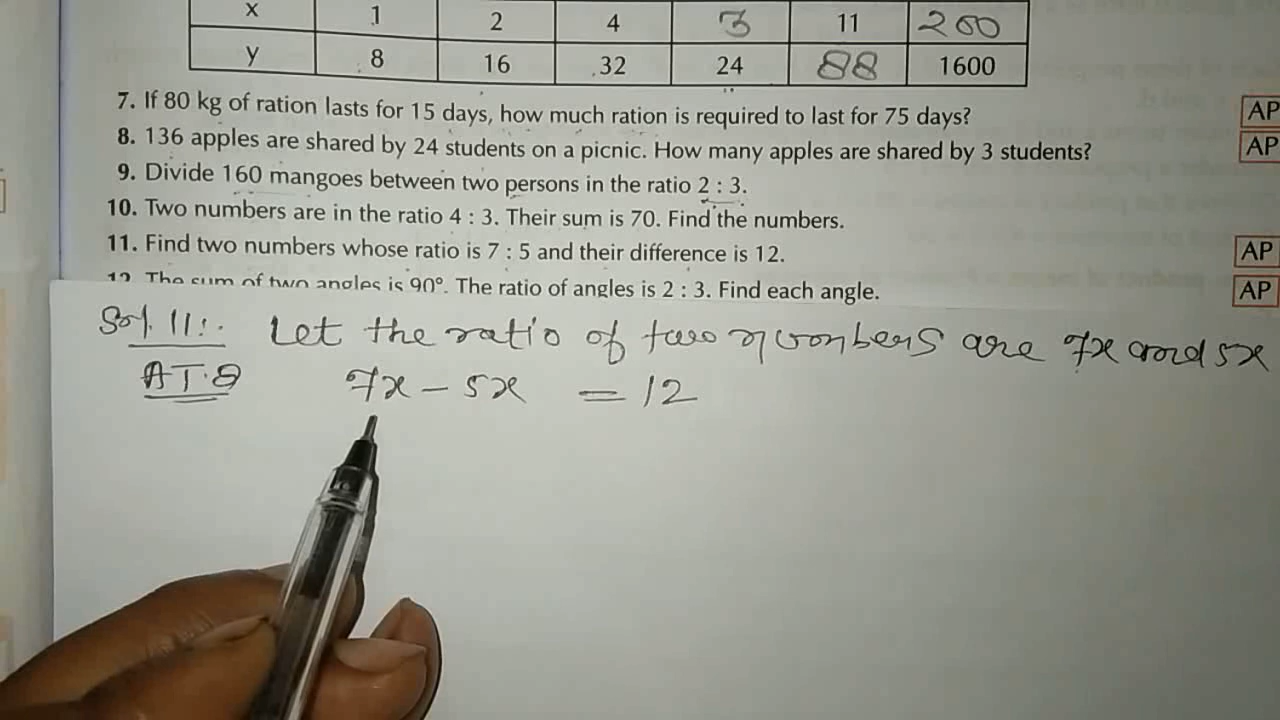 x 1 2 4 3 11 200
y 8 16 32 24 88 1600
7. If 80 kg of ration lasts for 15 days, how much ration is required to last for 75 days? AP
8. 136 apples are shared by 24 students on a picnic. How many apples are shared by 3 students? AP
9. Divide 160 mangoes between two persons in the ratio 2 : 3.
10. Two numbers are in the ratio 4 : 3. Their sum is 70. Find the numbers.
11. Find two numbers whose ratio is 7 : 5 and their difference is 12. AP
12. The sum of two angles is 90°. The ratio of angles is 2 : 3. Find each angle. AP
Sol. 11:. Let the ratio of two numbers are 7x and 5x
A.T.Q 7x - 5x = 12